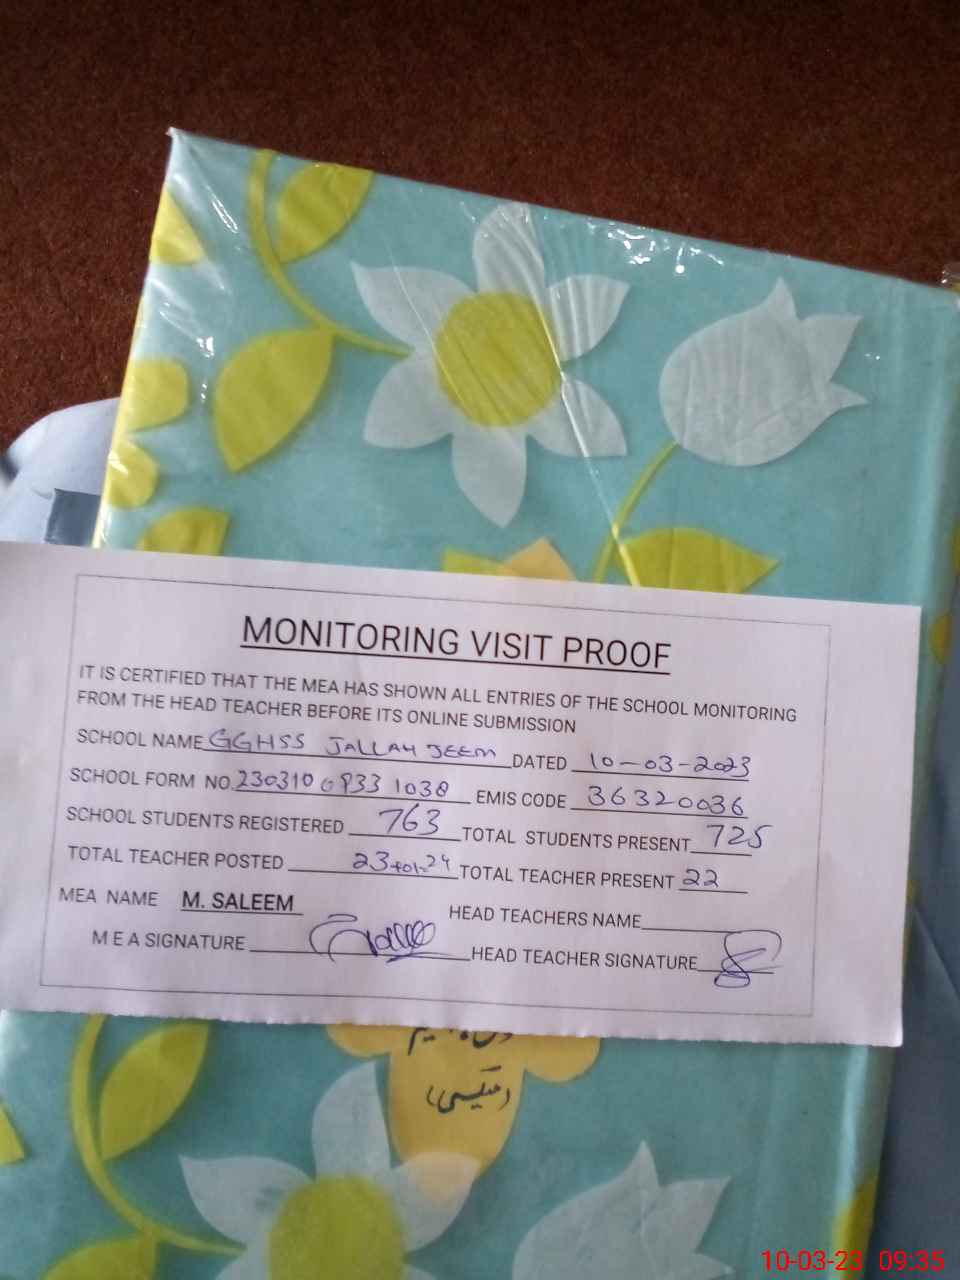 MONITORING VISIT PROOF
IT IS CERTIFIED THAT THE MEA HAS SHOWN ALL ENTRIES OF THE SCHOOL MONITORING
FROM THE HEAD TEACHER BEFORE ITS ONLINE SUBMISSION
SCHOOL NAME GGHSS JALLAH JEEM DATED 10-03-2023
SCHOOL FORM NO. EMIS CODE 36320036
SCHOOL STUDENTS REGISTERED 763 TOTAL STUDENTS PRESENT 725
TOTAL TEACHER POSTED 23+01=24 TOTAL TEACHER PRESENT 22
MEA NAME M. SALEEM HEAD TEACHERS NAME
M E A SIGNATURE HEAD TEACHER SIGNATURE
10-03-23 09:35